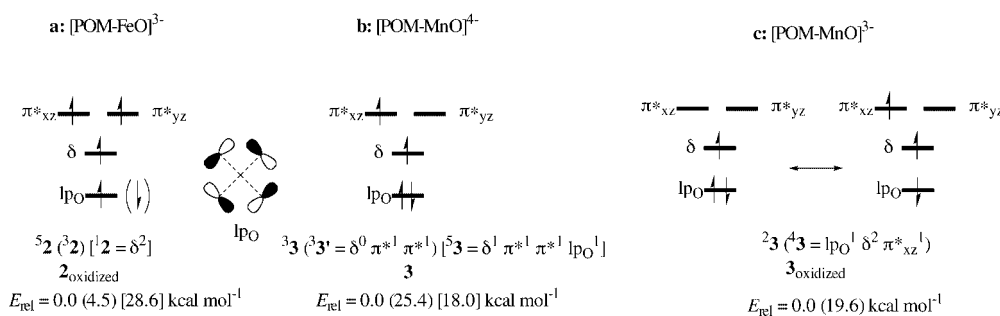 a: [POM-FeO]³⁻
b: [POM-MnO]⁴⁻
c: [POM-MnO]³⁻
π*xz π*yz
δ
lpO
lpO
⁵2 (³2) [¹2 = δ²]
2oxidized
Erel = 0.0 (4.5) [28.6] kcal mol⁻¹
π*xz π*yz
δ
lpO
³3 (³3' = δ⁰ π*¹ π*¹) [⁵3 = δ¹ π*¹ π*¹ lpO¹]
3
Erel = 0.0 (25.4) [18.0] kcal mol⁻¹
π*xz π*yz
δ
lpO
π*xz π*yz
δ
lpO
²3 (⁴3 = lpO¹ δ² π*xz¹)
3oxidized
Erel = 0.0 (19.6) kcal mol⁻¹